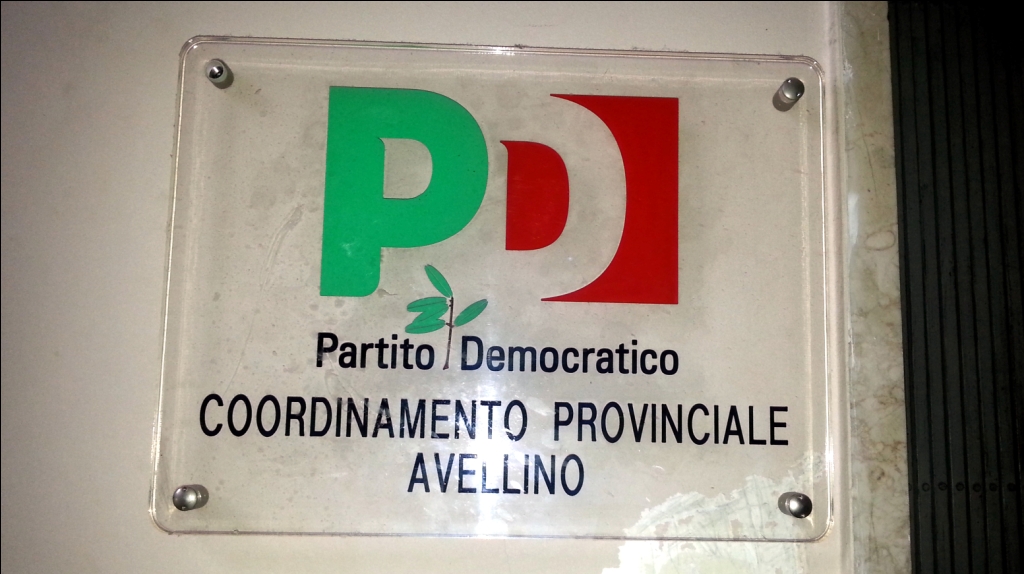 PD
Partito Democratico
COORDINAMENTO PROVINCIALE
AVELLINO